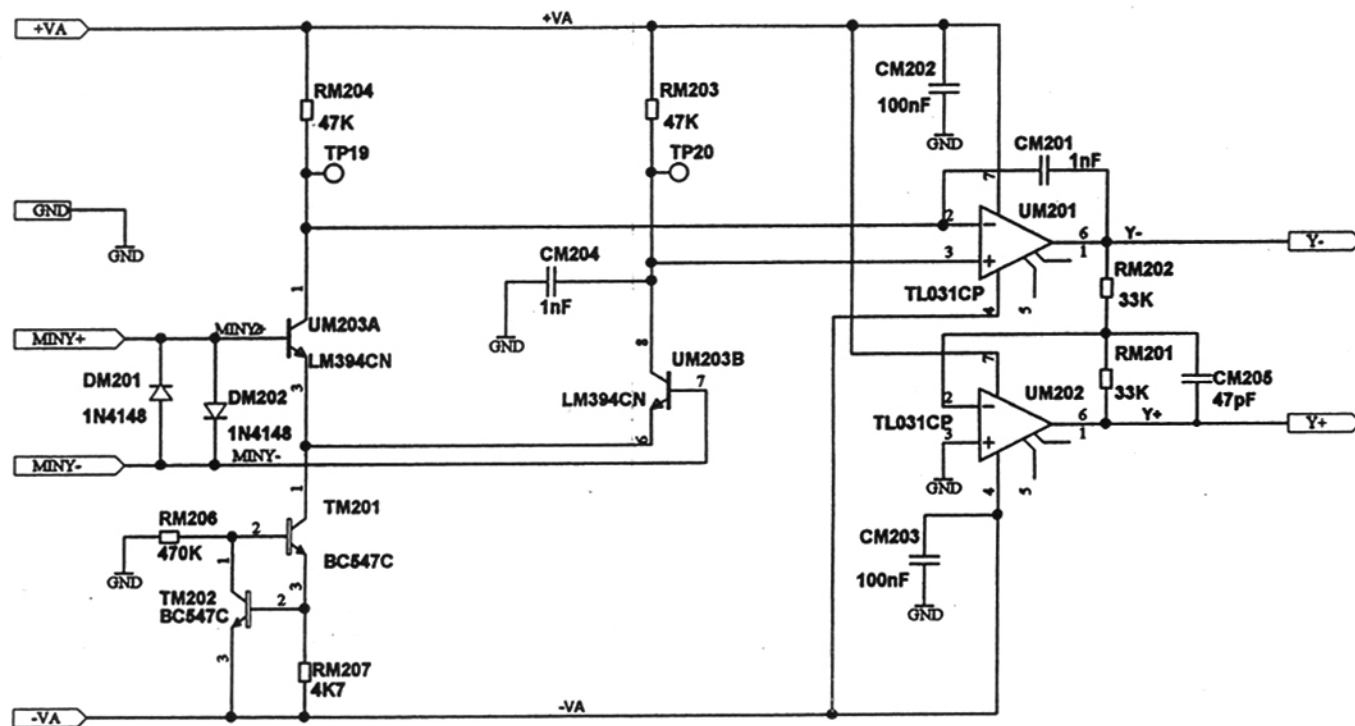 +VA
+VA
RM204
47K
TP19
RM203
47K
TP20
CM202
100nF
GND
CM201
1nF
7
GND
GND
2
UM201
3
6
Y-
Y-
1
TL031CP
4
5
RM202
33K
CM204
1nF
GND
1
UM203A
LM394CN
3
MINY+
MINY+
DM201
1N4148
DM202
1N4148
8
UM203B
7
LM394CN
6
MINY-
MINY-
7
RM201
33K
CM205
47pF
UM202
2
TL031CP
3
6
Y+
Y+
1
GND
4
5
1
TM201
BC547C
RM206
470K
2
GND
1
3
TM202
BC547C
2
3
CM203
100nF
GND
RM207
4K7
-VA
-VA